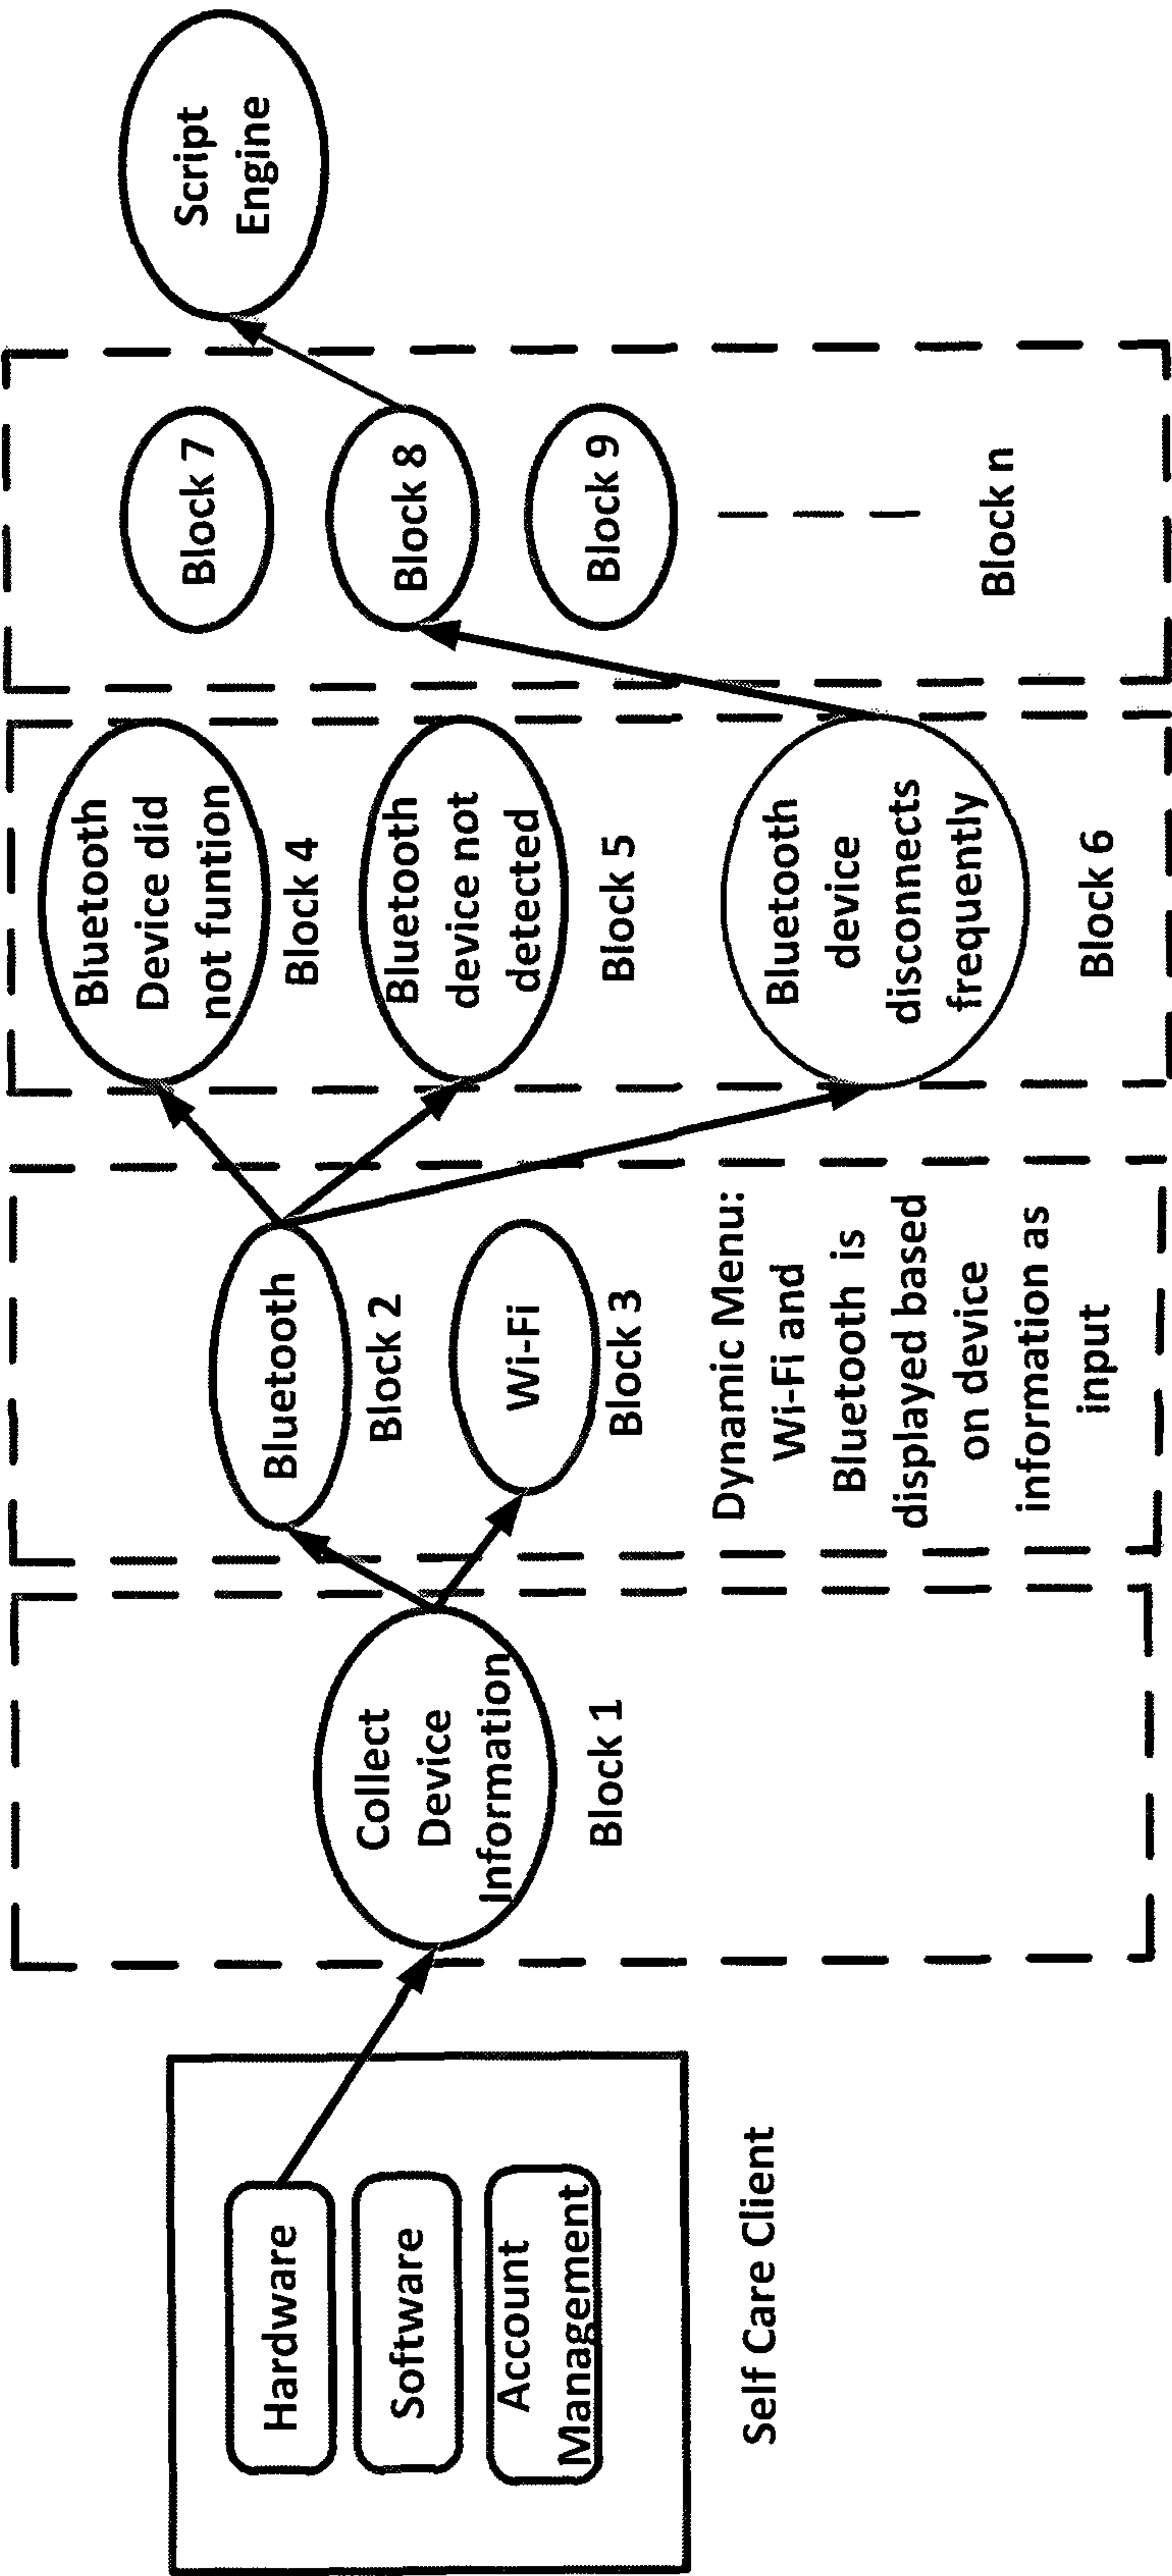 Hardware
Software
Account
Management
Self Care Client
Collect
Device
Information
Block 1
Bluetooth
Block 2
Wi-Fi
Block 3
Dynamic Menu:
Wi-Fi and
Bluetooth is
displayed based
on device
information as
input
Bluetooth
Device did
not funtion
Block 4
Bluetooth
device not
detected
Block 5
Bluetooth
device
disconnects
frequently
Block 6
Block 7
Block 8
Block 9
Block n
Script
Engine